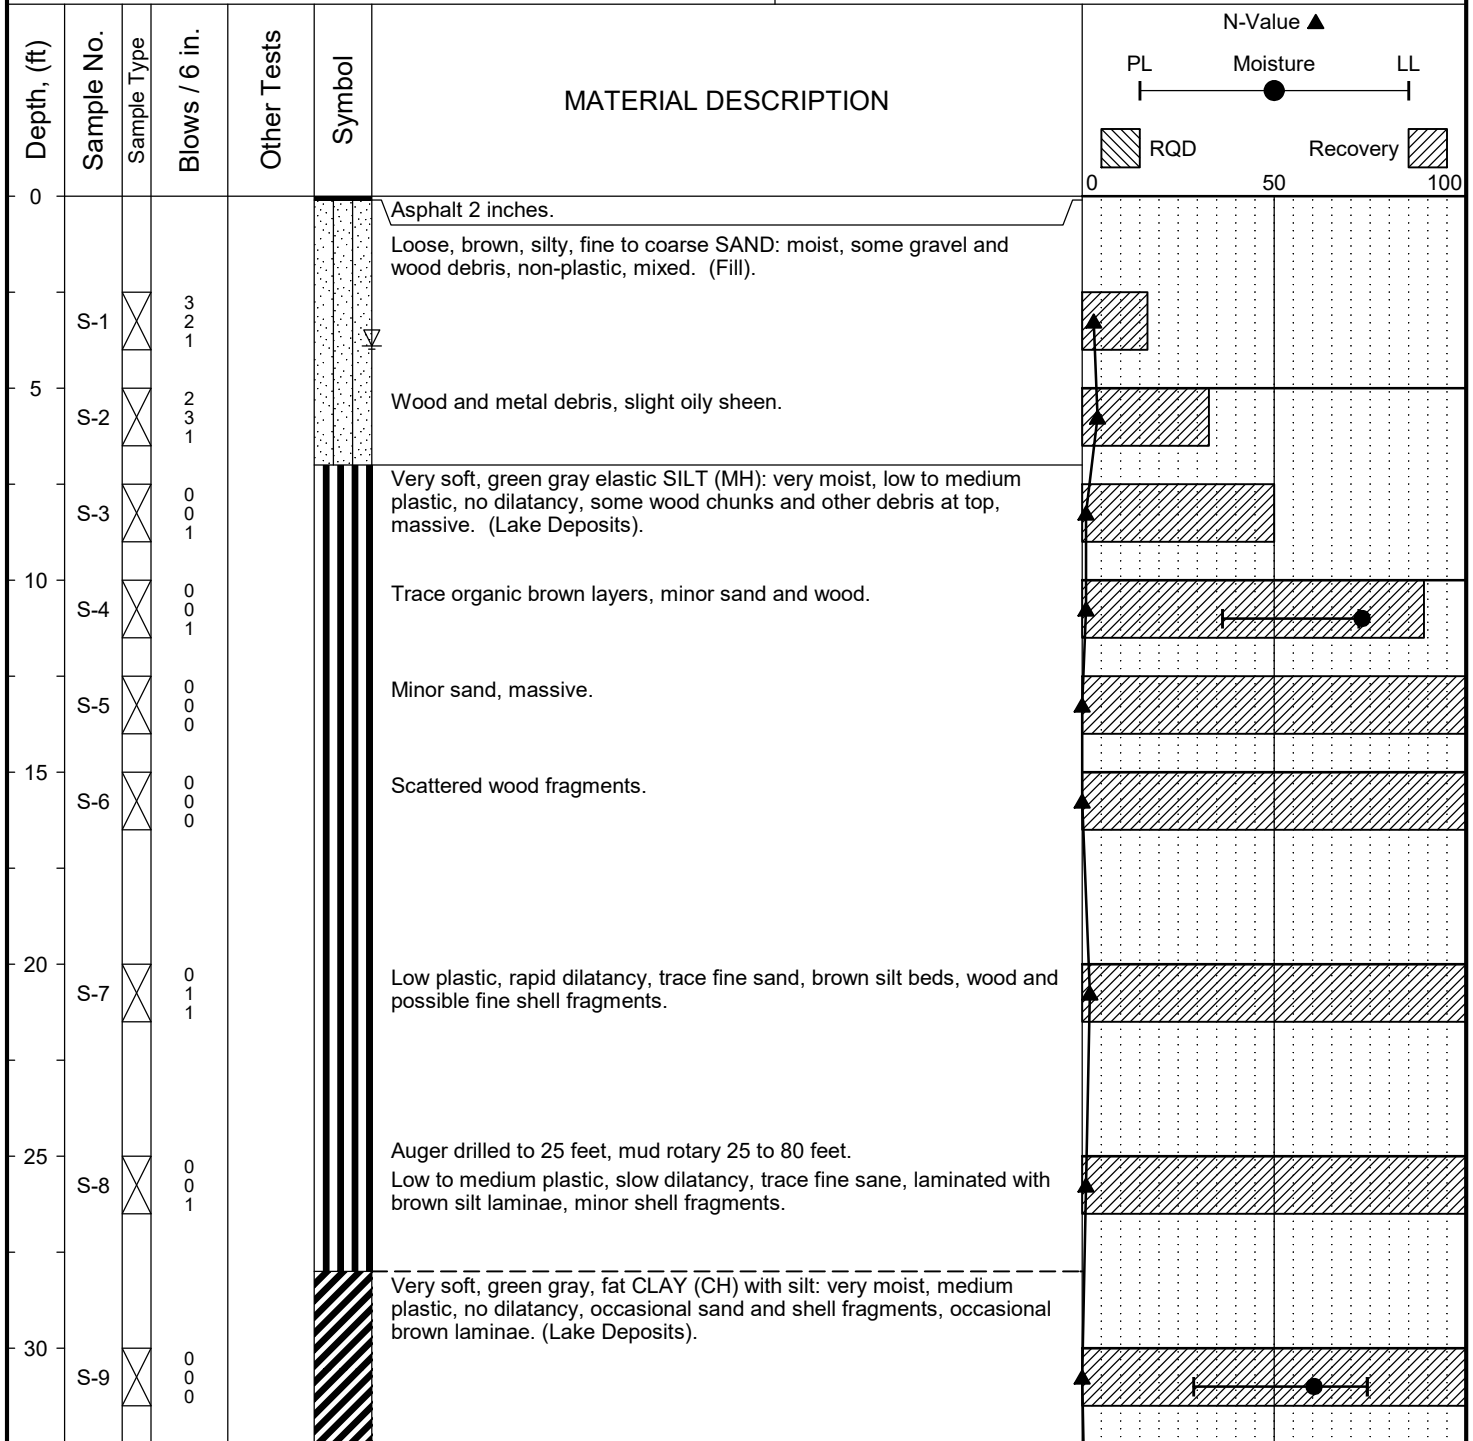 Depth, (ft)
Sample No.
Sample Type
Blows / 6 in.
Other Tests
Symbol
MATERIAL DESCRIPTION
N-Value ▲
PL Moisture LL
RQD Recovery
0 50 100
0
Asphalt 2 inches.
Loose, brown, silty, fine to coarse SAND: moist, some gravel and
wood debris, non-plastic, mixed. (Fill).
S-1
3
2
1
5
S-2
2
3
1
Wood and metal debris, slight oily sheen.
Very soft, green gray elastic SILT (MH): very moist, low to medium
plastic, no dilatancy, some wood chunks and other debris at top,
massive. (Lake Deposits).
S-3
0
0
1
10
S-4
0
0
1
Trace organic brown layers, minor sand and wood.
S-5
0
0
0
Minor sand, massive.
15
S-6
0
0
0
Scattered wood fragments.
20
S-7
0
1
1
Low plastic, rapid dilatancy, trace fine sand, brown silt beds, wood and
possible fine shell fragments.
Auger drilled to 25 feet, mud rotary 25 to 80 feet.
25
S-8
0
0
1
Low to medium plastic, slow dilatancy, trace fine sane, laminated with
brown silt laminae, minor shell fragments.
Very soft, green gray, fat CLAY (CH) with silt: very moist, medium
plastic, no dilatancy, occasional sand and shell fragments, occasional
brown laminae. (Lake Deposits).
30
S-9
0
0
0